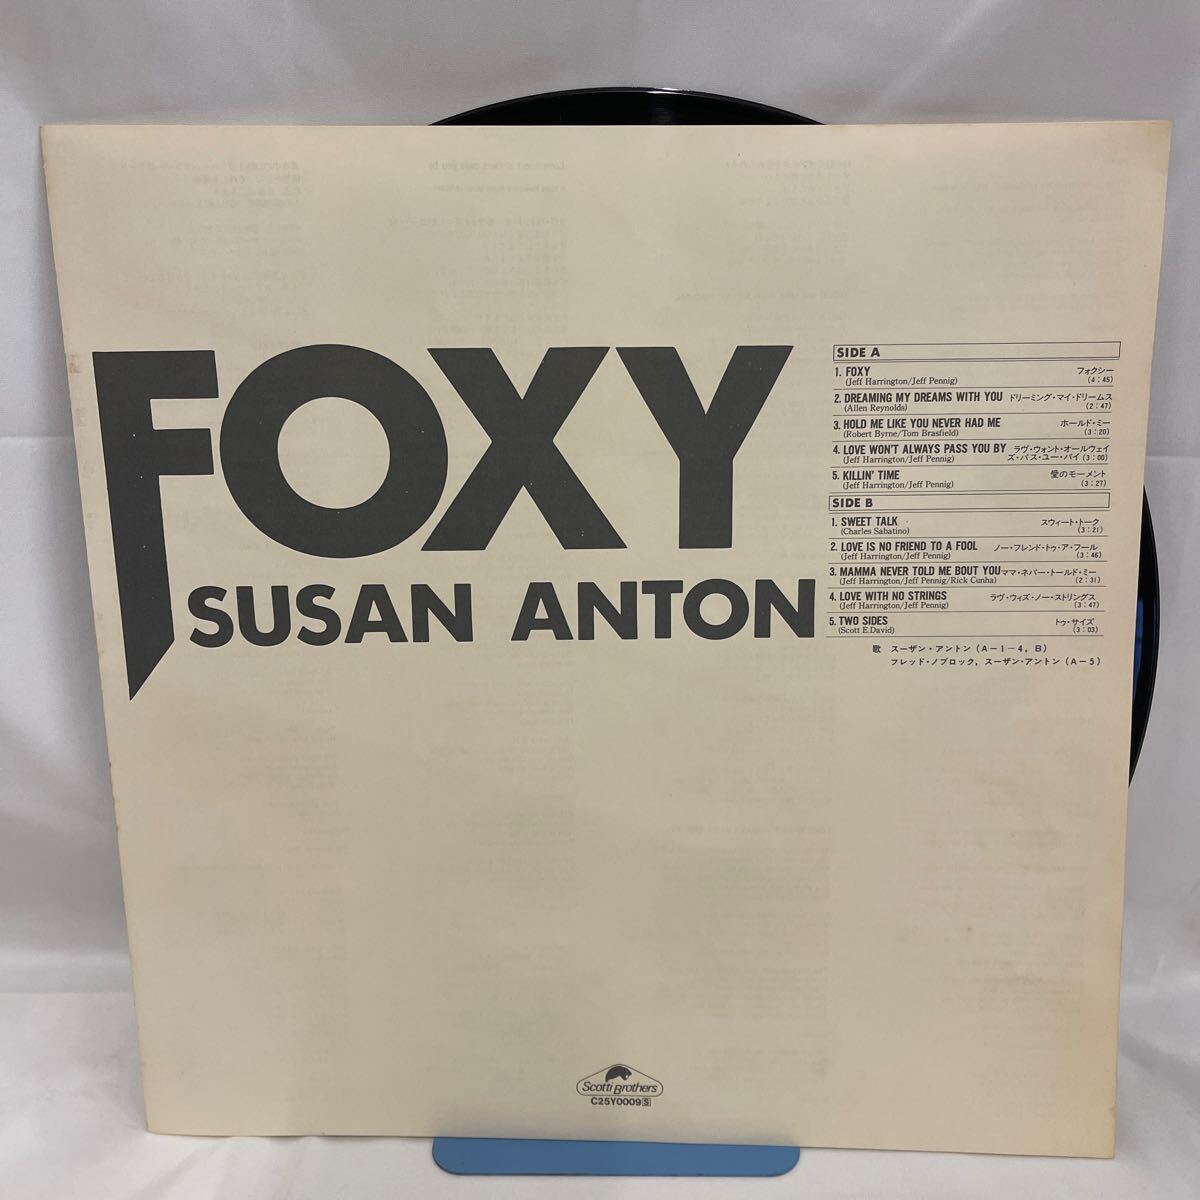 FOXY
SUSAN ANTON
SIDE A
1. FOXY フォクシー
(Jeff Harrington/Jeff Pennig) (4:45)
2. DREAMING MY DREAMS WITH YOU ドリーミング・マイ・ドリームス
(Allen Reynolds) (2:47)
3. HOLD ME LIKE YOU NEVER HAD ME ホールド・ミー
(Robert Byrne/Tom Brasfield) (3:20)
4. LOVE WON'T ALWAYS PASS YOU BY ラヴ・ウォント・オールウェイ
(Jeff Harrington/Jeff Pennig) ズ・パス・ユー・バイ (3:00)
5. KILLIN' TIME 愛のモーメント
(Jeff Harrington/Jeff Pennig) (3:27)
SIDE B
1. SWEET TALK スウィート・トーク
(Charles Sabatino) (3:21)
2. LOVE IS NO FRIEND TO A FOOL ノー・フレンド・トゥ・ア・フール
(Jeff Harrington/Jeff Pennig) (3:46)
3. MAMMA NEVER TOLD ME BOUT YOU ママ・ネバー・トールド・ミー
(Jeff Harrington/Jeff Pennig/Rick Cunha) (2:31)
4. LOVE WITH NO STRINGS ラヴ・ウィズ・ノー・ストリングス
(Jeff Harrington/Jeff Pennig) (3:47)
5. TWO SIDES トゥ・サイズ
(Scott E.David) (3:03)
歌 スーザン・アントン (A-1-4, B)
フレッド・ノブロック, スーザン・アントン (A-5)
Scotti Brothers
C25Y0009 S